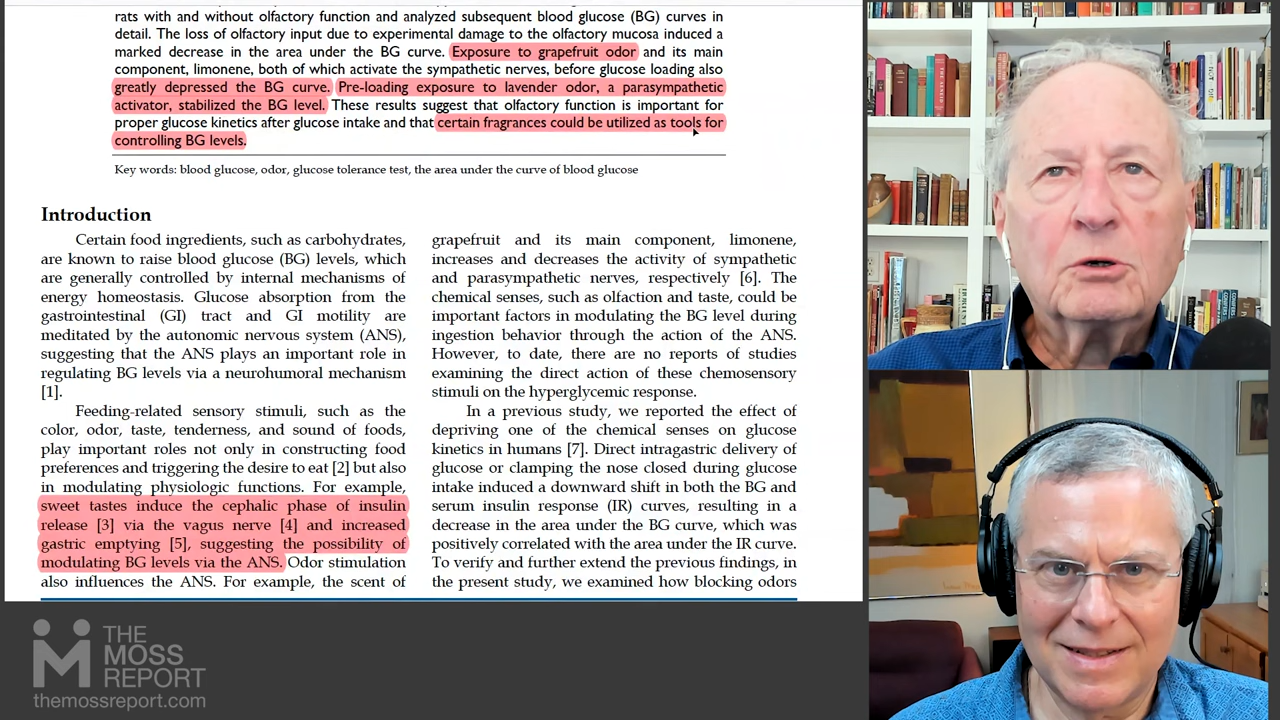 rats with and without olfactory function and analyzed subsequent blood glucose (BG) curves in
detail. The loss of olfactory input due to experimental damage to the olfactory mucosa induced a
marked decrease in the area under the BG curve. Exposure to grapefruit odor and its main
component, limonene, both of which activate the sympathetic nerves, before glucose loading also
greatly depressed the BG curve. Pre-loading exposure to lavender odor, a parasympathetic
activator, stabilized the BG level. These results suggest that olfactory function is important for
proper glucose kinetics after glucose intake and that certain fragrances could be utilized as tools for
controlling BG levels.
Key words: blood glucose, odor, glucose tolerance test, the area under the curve of blood glucose
Introduction
Certain food ingredients, such as carbohydrates,
are known to raise blood glucose (BG) levels, which
are generally controlled by internal mechanisms of
energy homeostasis. Glucose absorption from the
gastrointestinal (GI) tract and GI motility are
meditated by the autonomic nervous system (ANS),
suggesting that the ANS plays an important role in
regulating BG levels via a neurohumoral mechanism
[1].
Feeding-related sensory stimuli, such as the
color, odor, taste, tenderness, and sound of foods,
play important roles not only in constructing food
preferences and triggering the desire to eat [2] but also
in modulating physiologic functions. For example,
sweet tastes induce the cephalic phase of insulin
release [3] via the vagus nerve [4] and increased
gastric emptying [5], suggesting the possibility of
modulating BG levels via the ANS. Odor stimulation
also influences the ANS. For example, the scent of
grapefruit and its main component, limonene,
increases and decreases the activity of sympathetic
and parasympathetic nerves, respectively [6]. The
chemical senses, such as olfaction and taste, could be
important factors in modulating the BG level during
ingestion behavior through the action of the ANS.
However, to date, there are no reports of studies
examining the direct action of these chemosensory
stimuli on the hyperglycemic response.
In a previous study, we reported the effect of
depriving one of the chemical senses on glucose
kinetics in humans [7]. Direct intragastric delivery of
glucose or clamping the nose closed during glucose
intake induced a downward shift in both the BG and
serum insulin response (IR) curves, resulting in a
decrease in the area under the BG curve, which was
positively correlated with the area under the IR curve.
To verify and further extend the previous findings, in
the present study, we examined how blocking odors
THE
MOSS
REPORT
themossreport.com